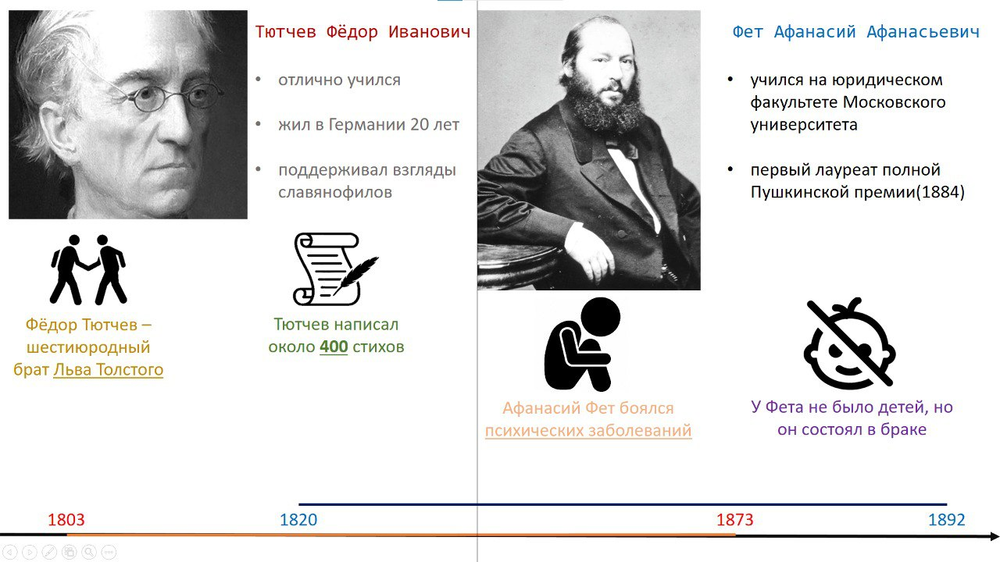 Тютчев Фёдор Иванович
• отлично учился
• жил в Германии 20 лет
• поддерживал взгляды
славянофилов
Фёдор Тютчев –
шестиюродный
брат Льва Толстого
Тютчев написал
около 400 стихов
Фет Афанасий Афанасьевич
• учился на юридическом
факультете Московского
университета
• первый лауреат полной
Пушкинской премии(1884)
Афанасий Фет боялся
психических заболеваний
У Фета не было детей, но
он состоял в браке
1803
1820
1873
1892